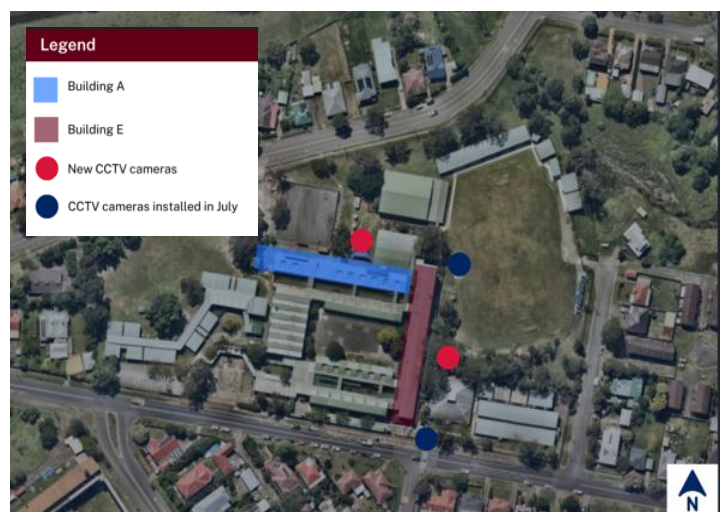 Legend
Building A
Building E
New CCTV cameras
CCTV cameras installed in July
N